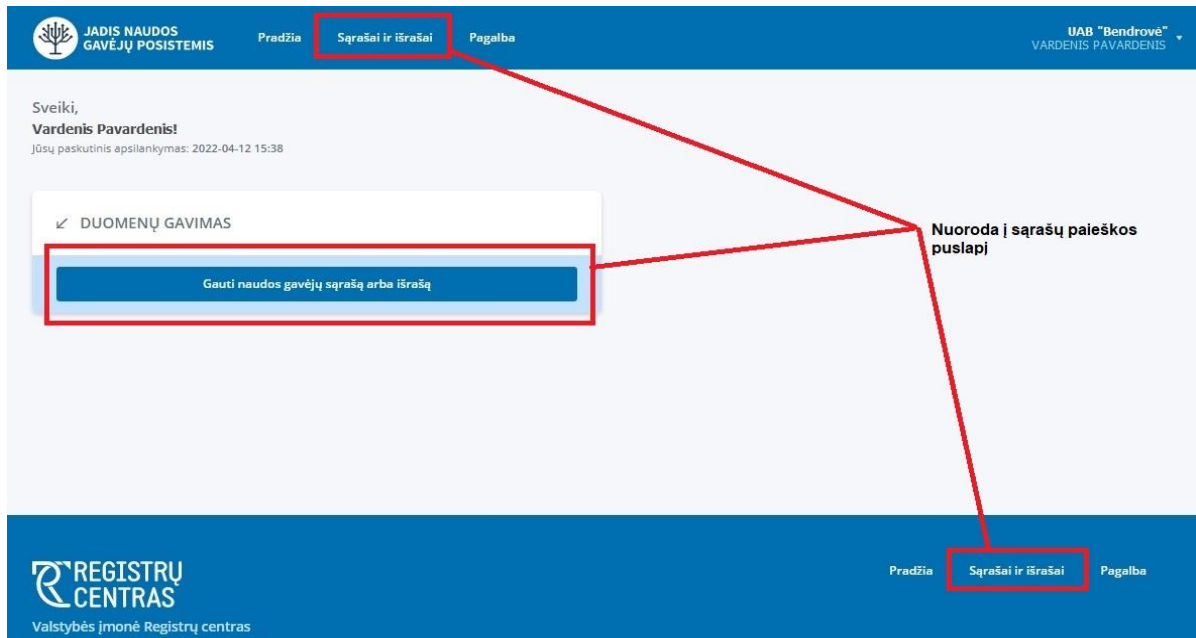 JADIS NAUDOS
GAVĖJŲ POSISTEMIS
Pradžia
Sąrašai ir išrašai
Pagalba
UAB "Bendrovė"
VARDENIS PAVARDENIS
Sveiki,
Vardenis Pavardenis!
Jūsų paskutinis apsilankymas: 2022-04-12 15:38
DUOMENŲ GAVIMAS
Gauti naudos gavėjų sąrašą arba išrašą
Nuoroda į sąrašų paieškos
puslapį
REGISTRŲ
CENTRAS
Valstybės įmonė Registrų centras
Pradžia
Sąrašai ir išrašai
Pagalba